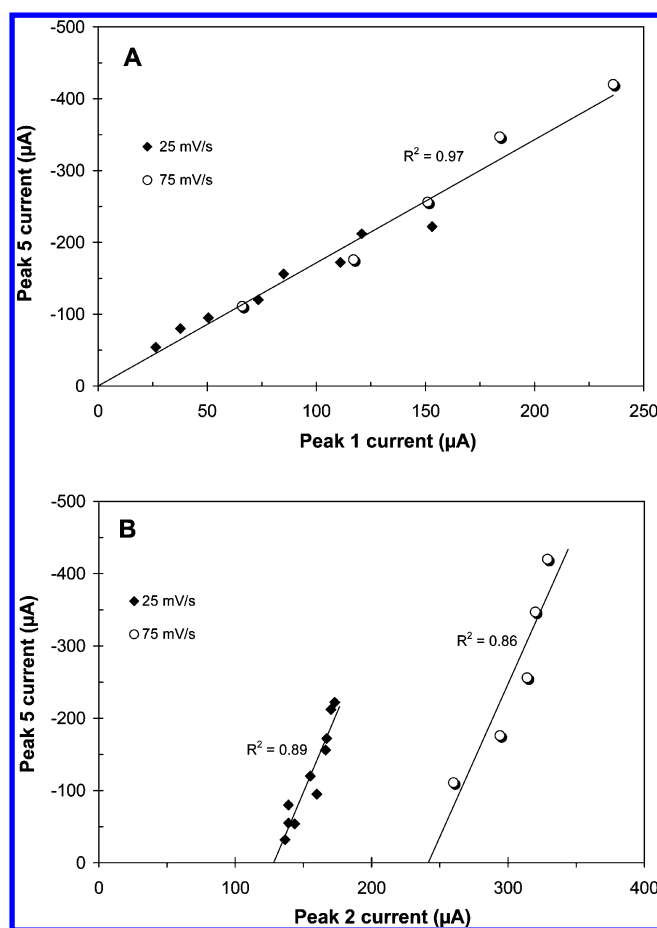 -500
A
-400
25 mV/s
R² = 0.97
-300
75 mV/s
-200
-100
0
0 50 100 150 200 250
Peak 5 current (µA)
Peak 1 current (µA)
-500
B
-400
25 mV/s
75 mV/s
R² = 0.86
-300
-200
R² = 0.89
-100
0
0 100 200 300 400
Peak 5 current (µA)
Peak 2 current (µA)